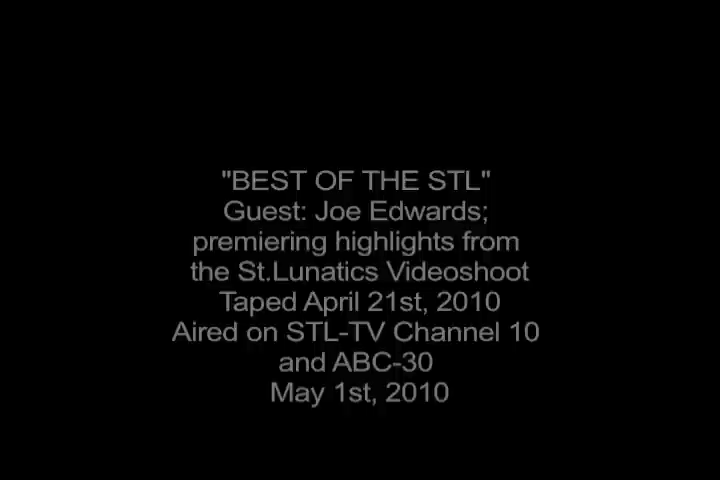 "BEST OF THE STL"
Guest: Joe Edwards;
premiering highlights from
the St.Lunatics Videoshoot
Taped April 21st, 2010
Aired on STL-TV Channel 10
and ABC-30
May 1st, 2010